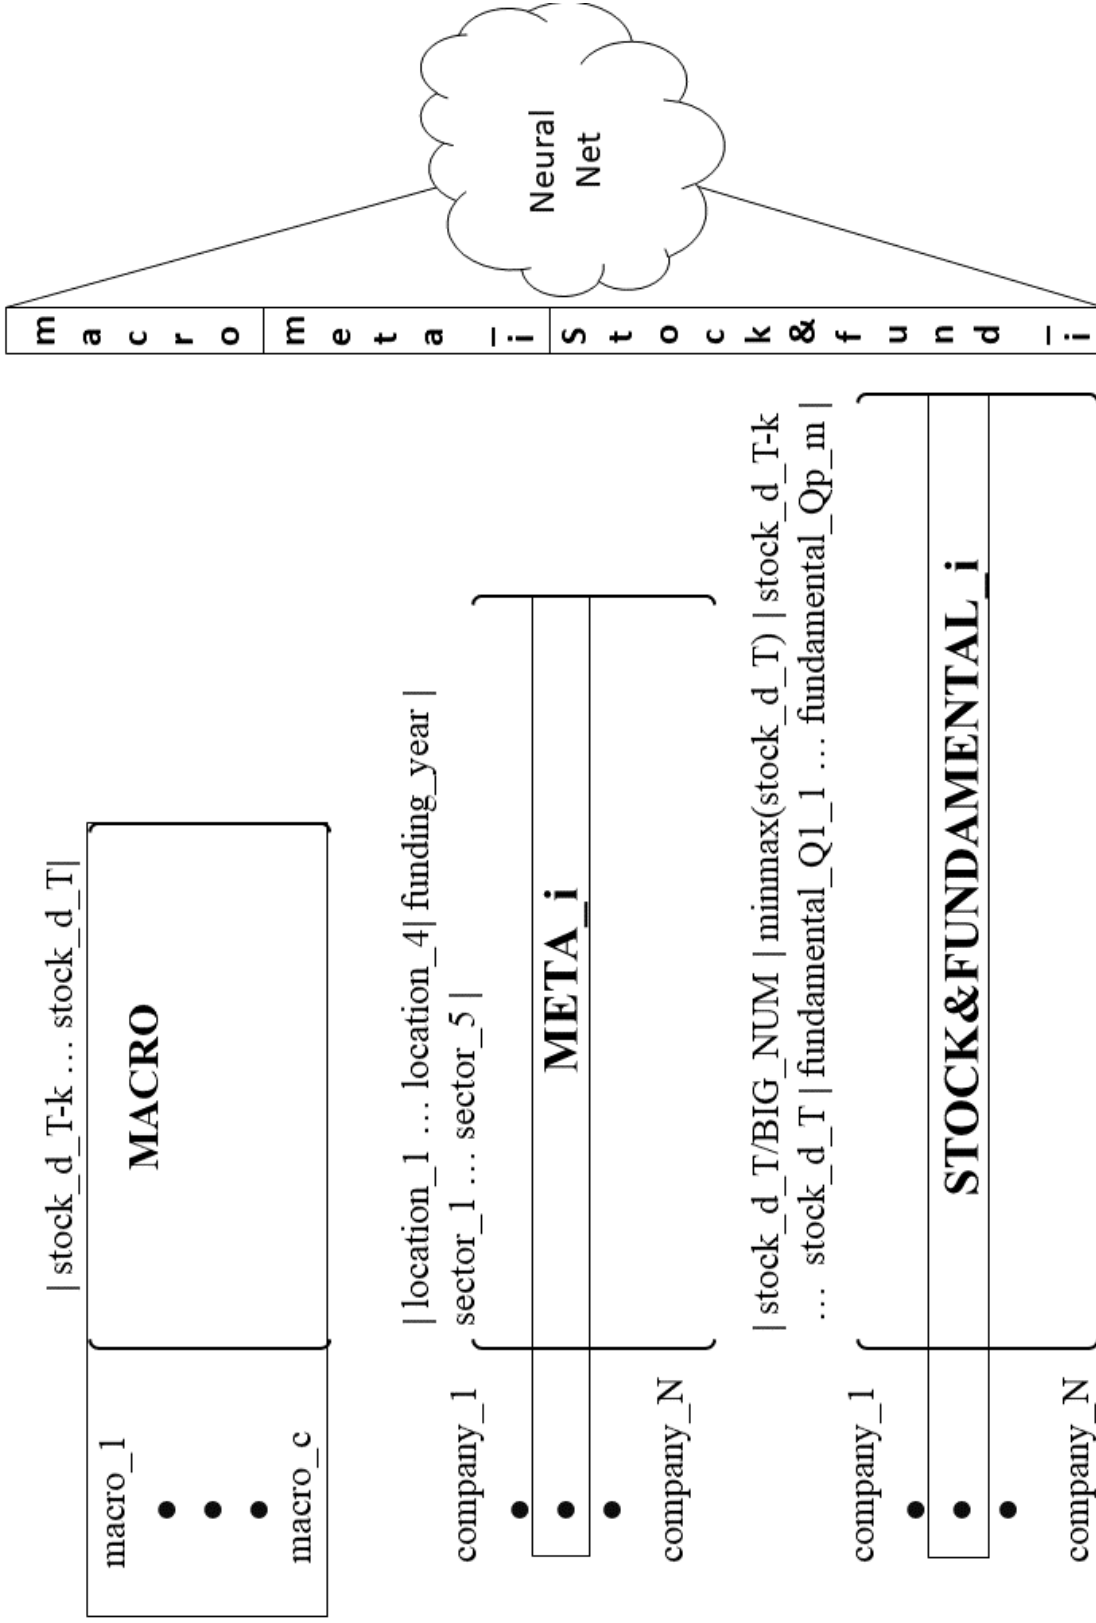 | stock_d_T-k … stock_d_T|
macro_1
MACRO
macro_c
| location_1 … location_4| funding_year |
sector_1 … sector_5 |
company_1
META_i
company_N
| stock_d_T/BIG_NUM | minmax(stock_d_T) | stock_d_T-k
… stock_d_T | fundamental_Q1_1 … fundamental_Qp_m |
company_1
STOCK&FUNDAMENTAL_i
company_N
macro
meta_i
Stock&fund_i
Neural
Net